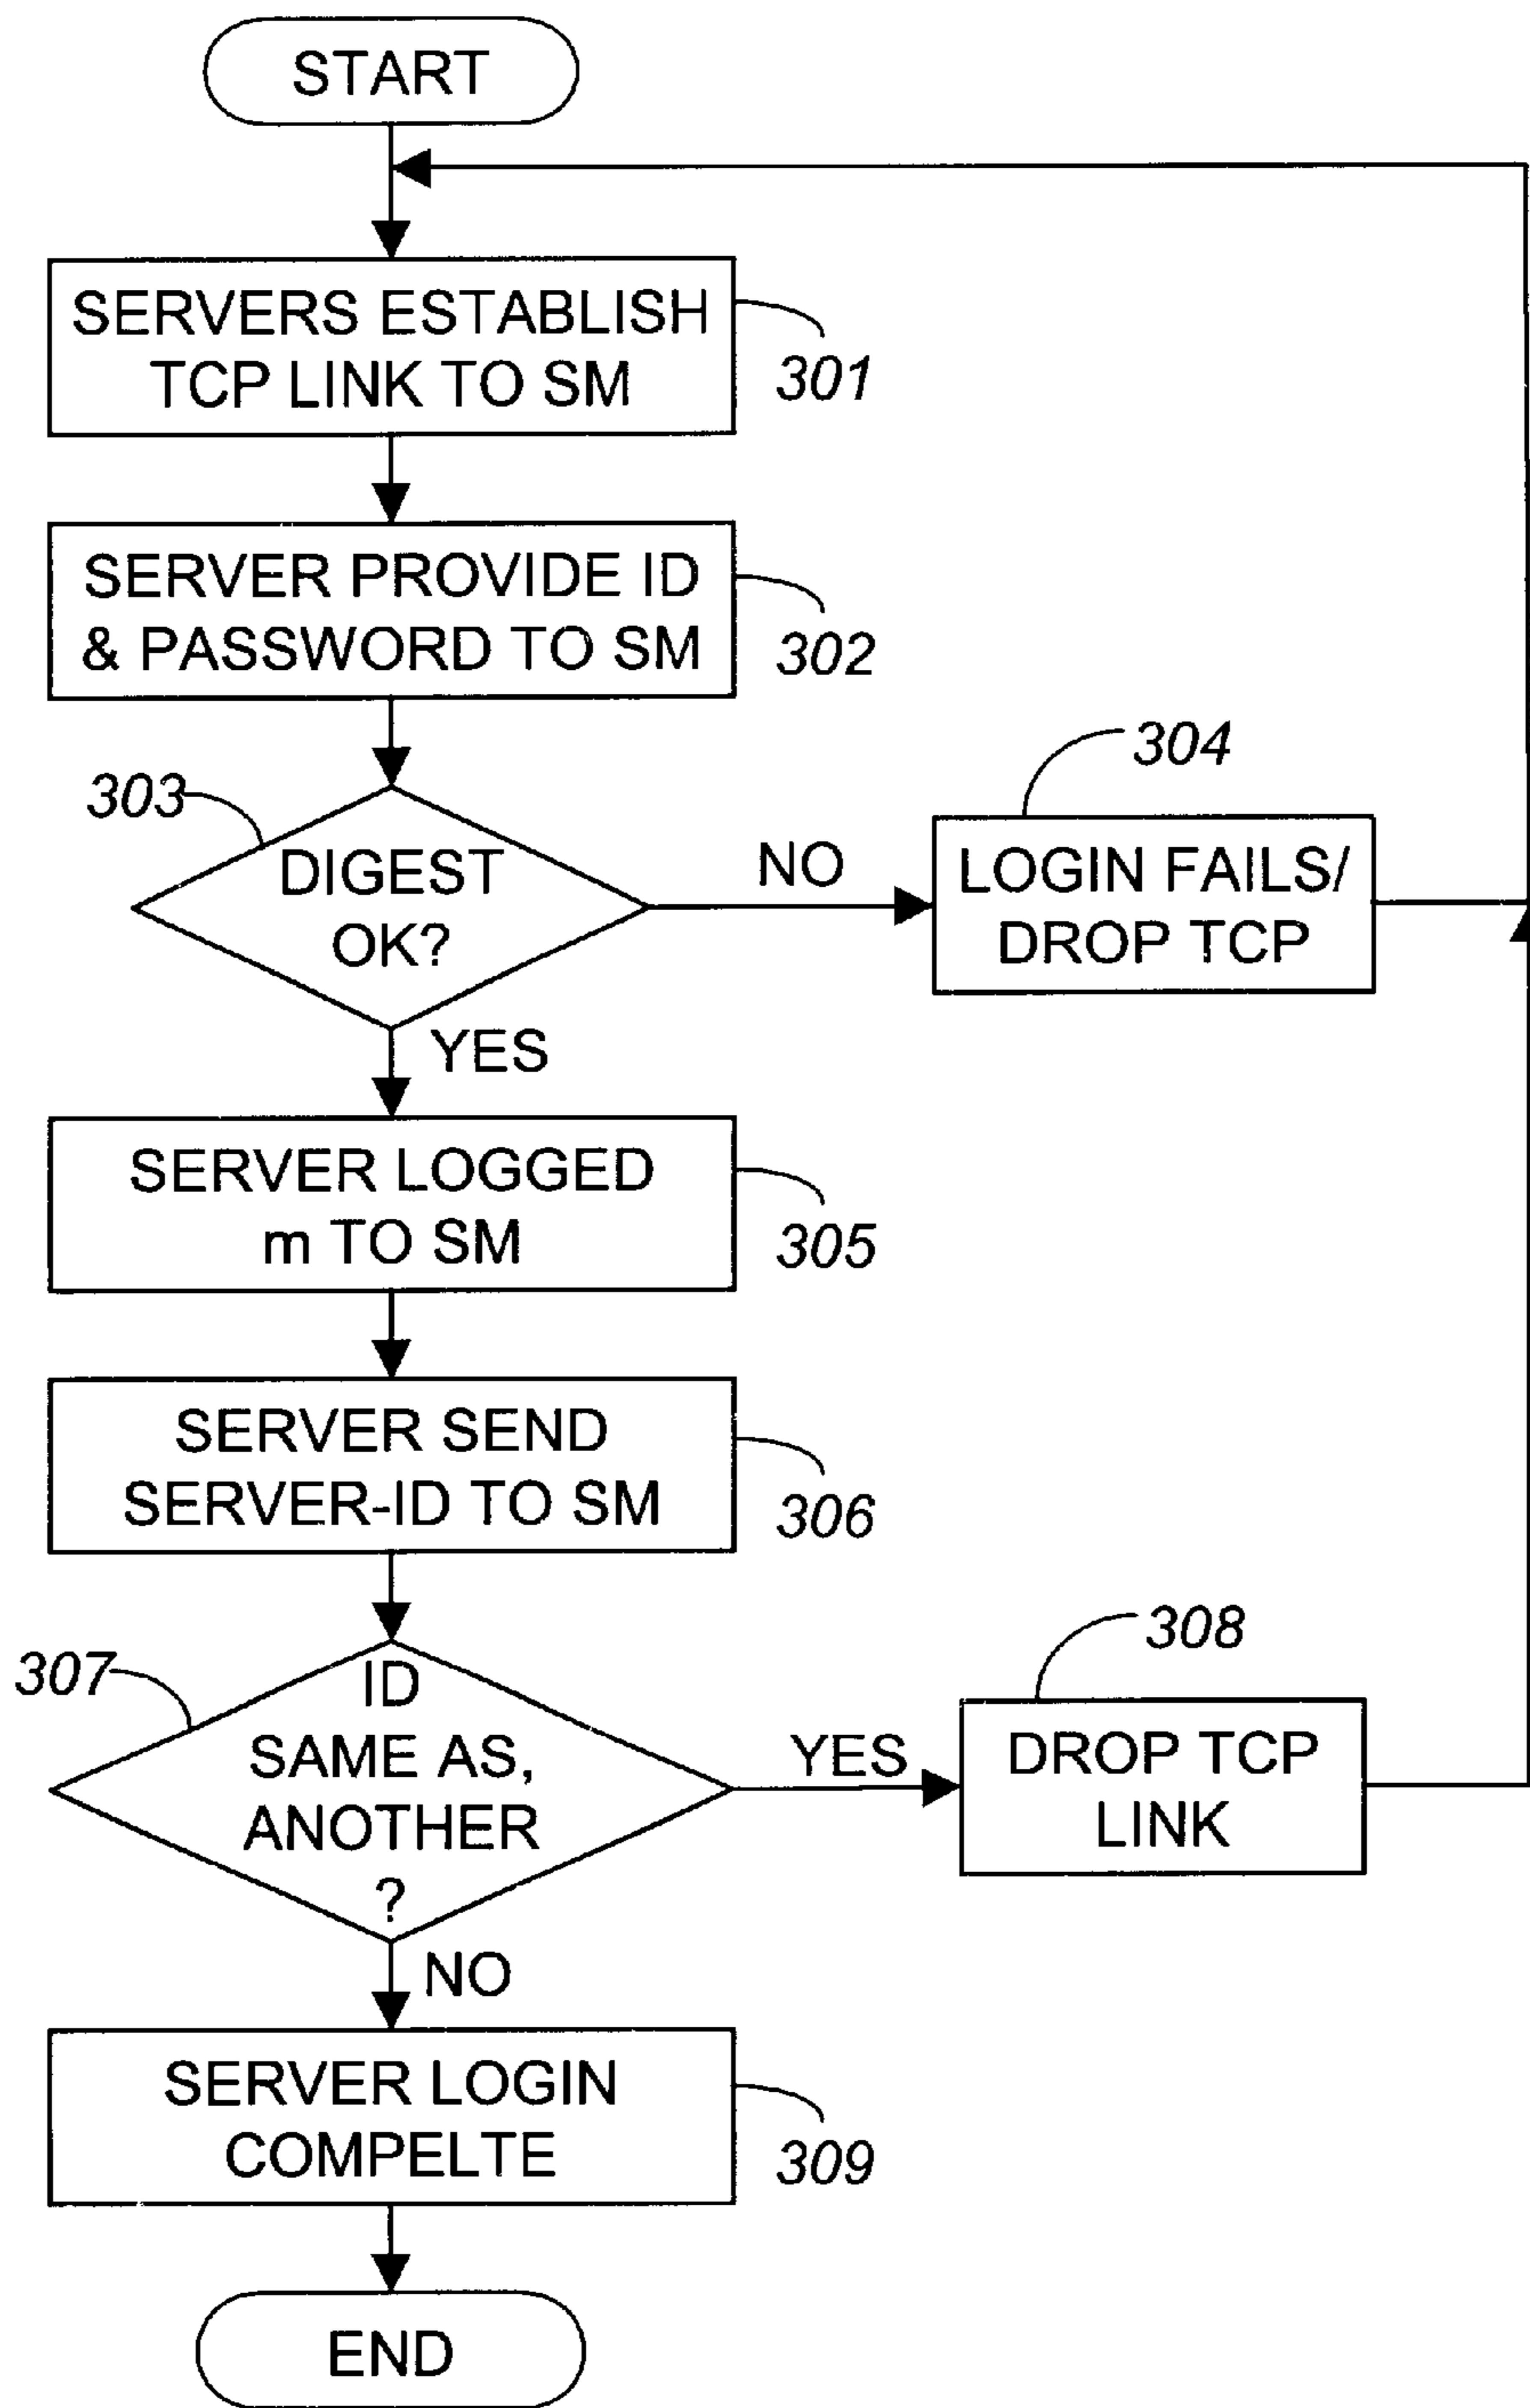 START
SERVERS ESTABLISH
TCP LINK TO SM
301
SERVER PROVIDE ID
& PASSWORD TO SM
302
303
DIGEST
OK?
NO
304
LOGIN FAILS/
DROP TCP
YES
SERVER LOGGED
m TO SM
305
SERVER SEND
SERVER-ID TO SM
306
307
ID
SAME AS,
ANOTHER
?
YES
308
DROP TCP
LINK
NO
SERVER LOGIN
COMPELTE
309
END